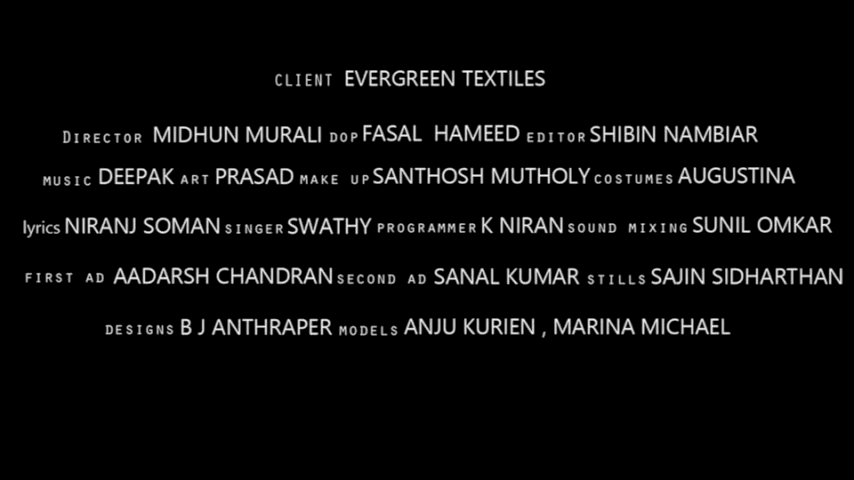 CLIENT EVERGREEN TEXTILES
DIRECTOR MIDHUN MURALI DOP FASAL HAMEED EDITOR SHIBIN NAMBIAR
MUSIC DEEPAK ART PRASAD MAKE UP SANTHOSH MUTHOLY COSTUMES AUGUSTINA
lyrics NIRANJ SOMAN SINGER SWATHY PROGRAMMER K NIRAN SOUND MIXING SUNIL OMKAR
FIRST AD AADARSH CHANDRAN SECOND AD SANAL KUMAR STILLS SAJIN SIDHARTHAN
DESIGNS B J ANTHRAPER MODELS ANJU KURIEN , MARINA MICHAEL